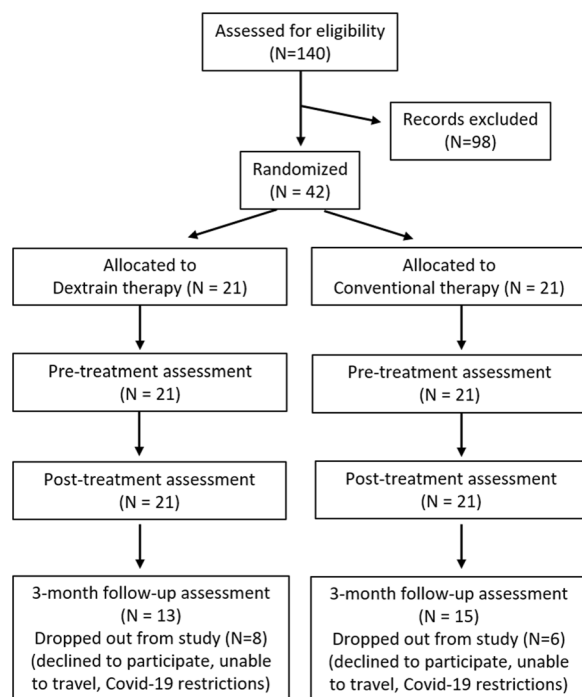 Assessed for eligibility
(N=140)
Records excluded
(N=98)
Randomized
(N = 42)
Allocated to
Dextrain therapy (N = 21)
Allocated to
Conventional therapy (N = 21)
Pre-treatment assessment
(N = 21)
Pre-treatment assessment
(N = 21)
Post-treatment assessment
(N = 21)
Post-treatment assessment
(N = 21)
3-month follow-up assessment
(N = 13)
Dropped out from study (N=8)
(declined to participate, unable
to travel, Covid-19 restrictions)
3-month follow-up assessment
(N = 15)
Dropped out from study (N=6)
(declined to participate, unable
to travel, Covid-19 restrictions)